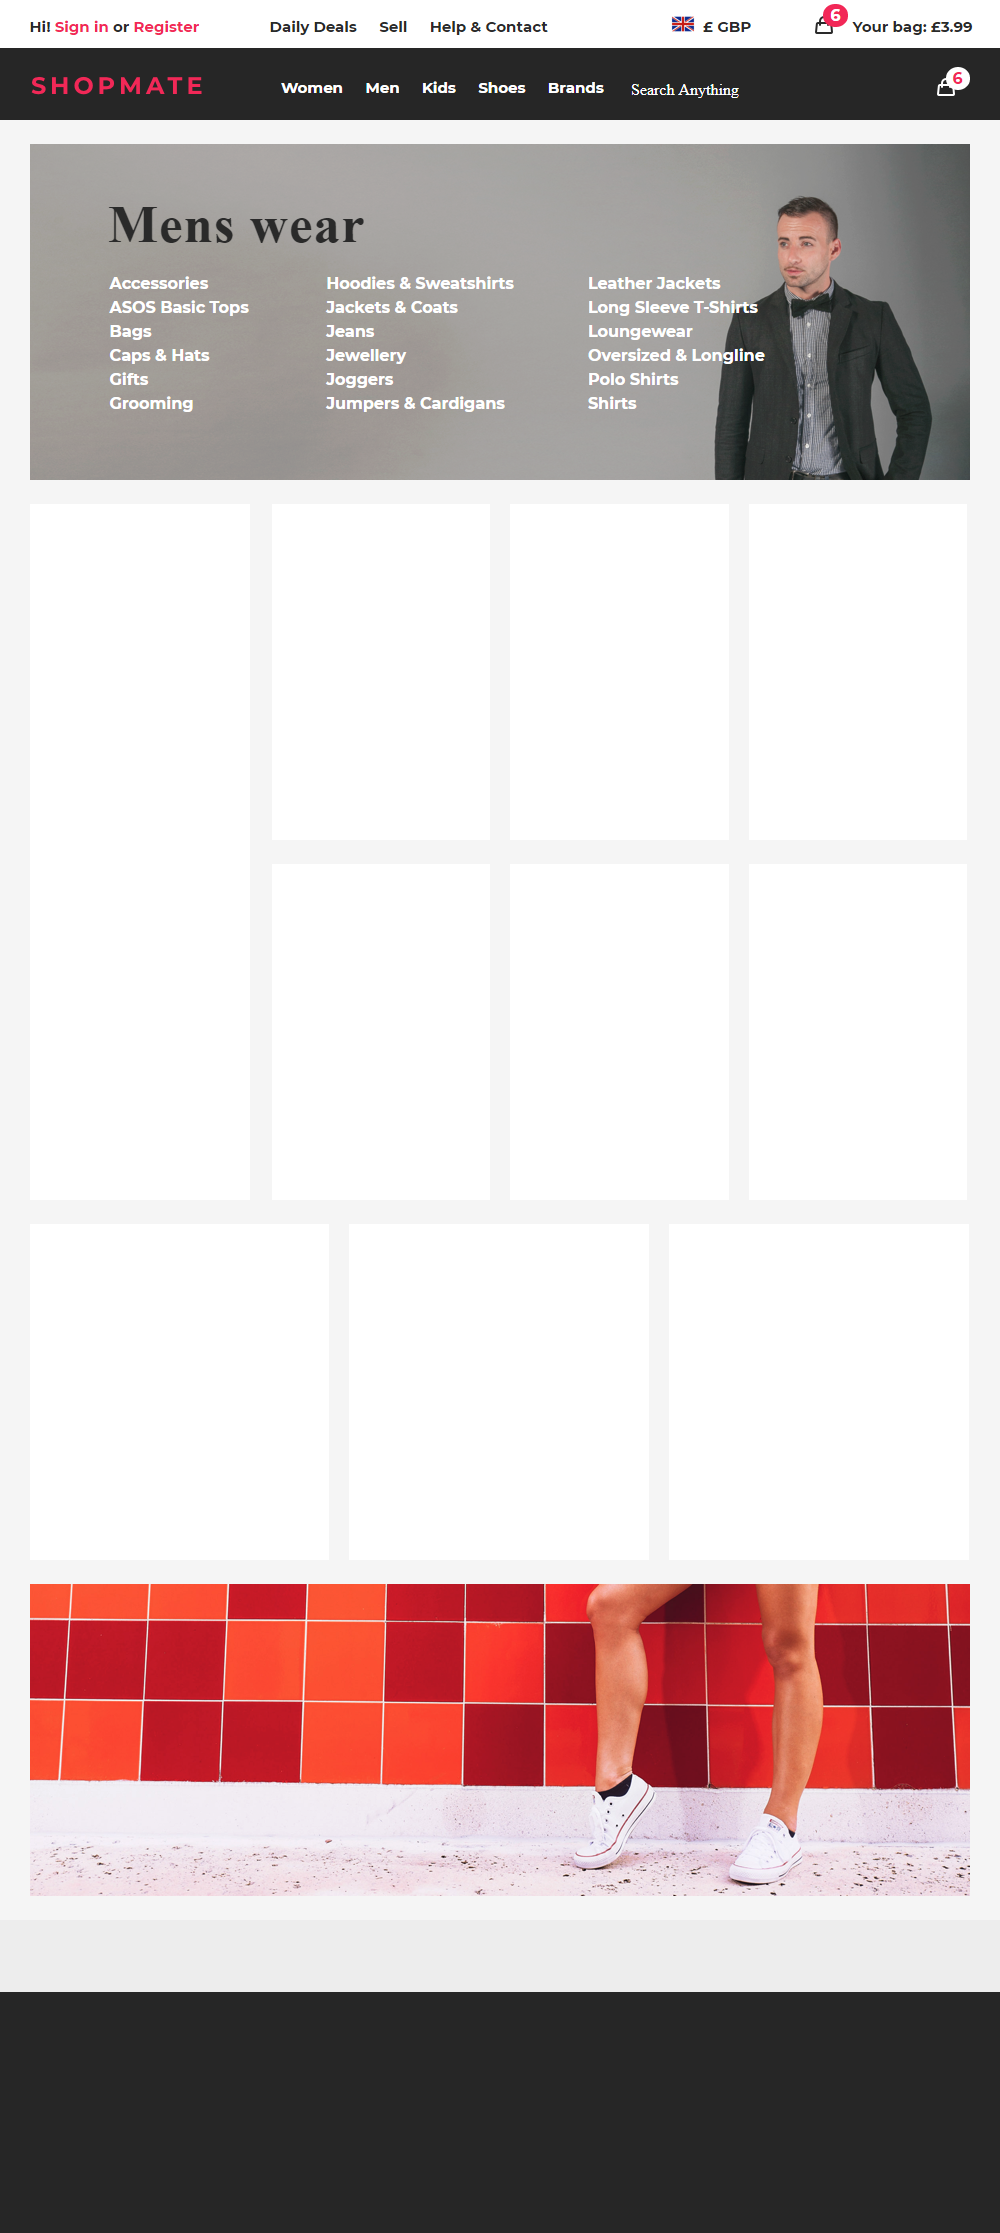 Hi! Sign in or Register Daily Deals Sell Help & Contact £ GBP 6 Your bag: £3.99
SHOPMATE Women Men Kids Shoes Brands Search Anything 6
Mens wear
Accessories Hoodies & Sweatshirts Leather Jackets
ASOS Basic Tops Jackets & Coats Long Sleeve T-Shirts
Bags Jeans Loungewear
Caps & Hats Jewellery Oversized & Longline
Gifts Joggers Polo Shirts
Grooming Jumpers & Cardigans Shirts